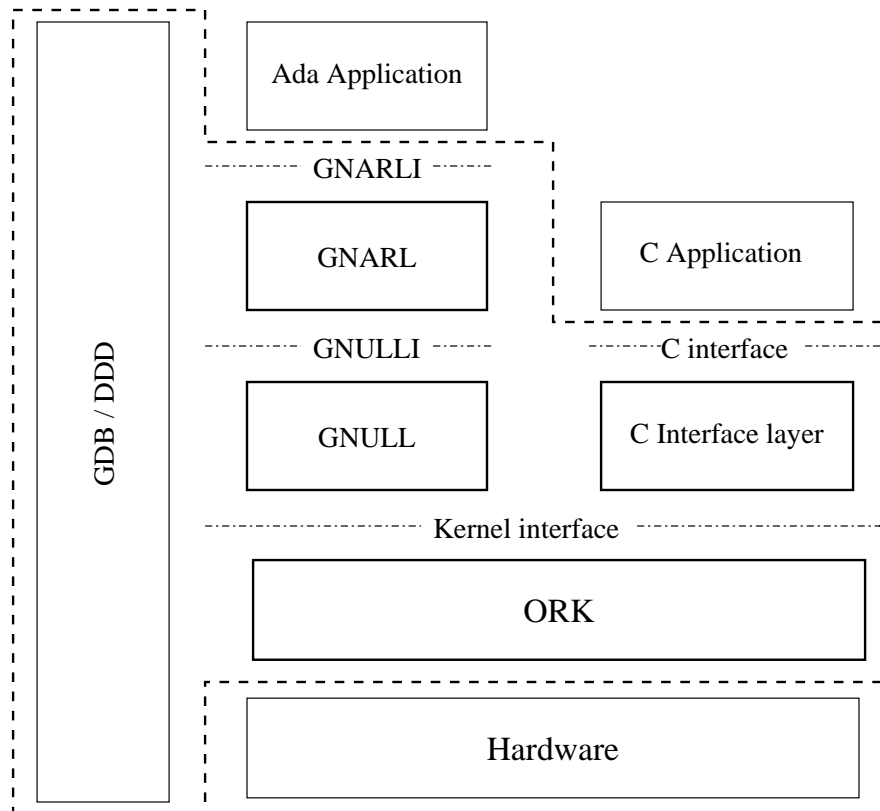 Ada Application
GNARLI
GNARL
C Application
GNULLI
C interface
GDB / DDD
GNULL
C Interface layer
Kernel interface
ORK
Hardware